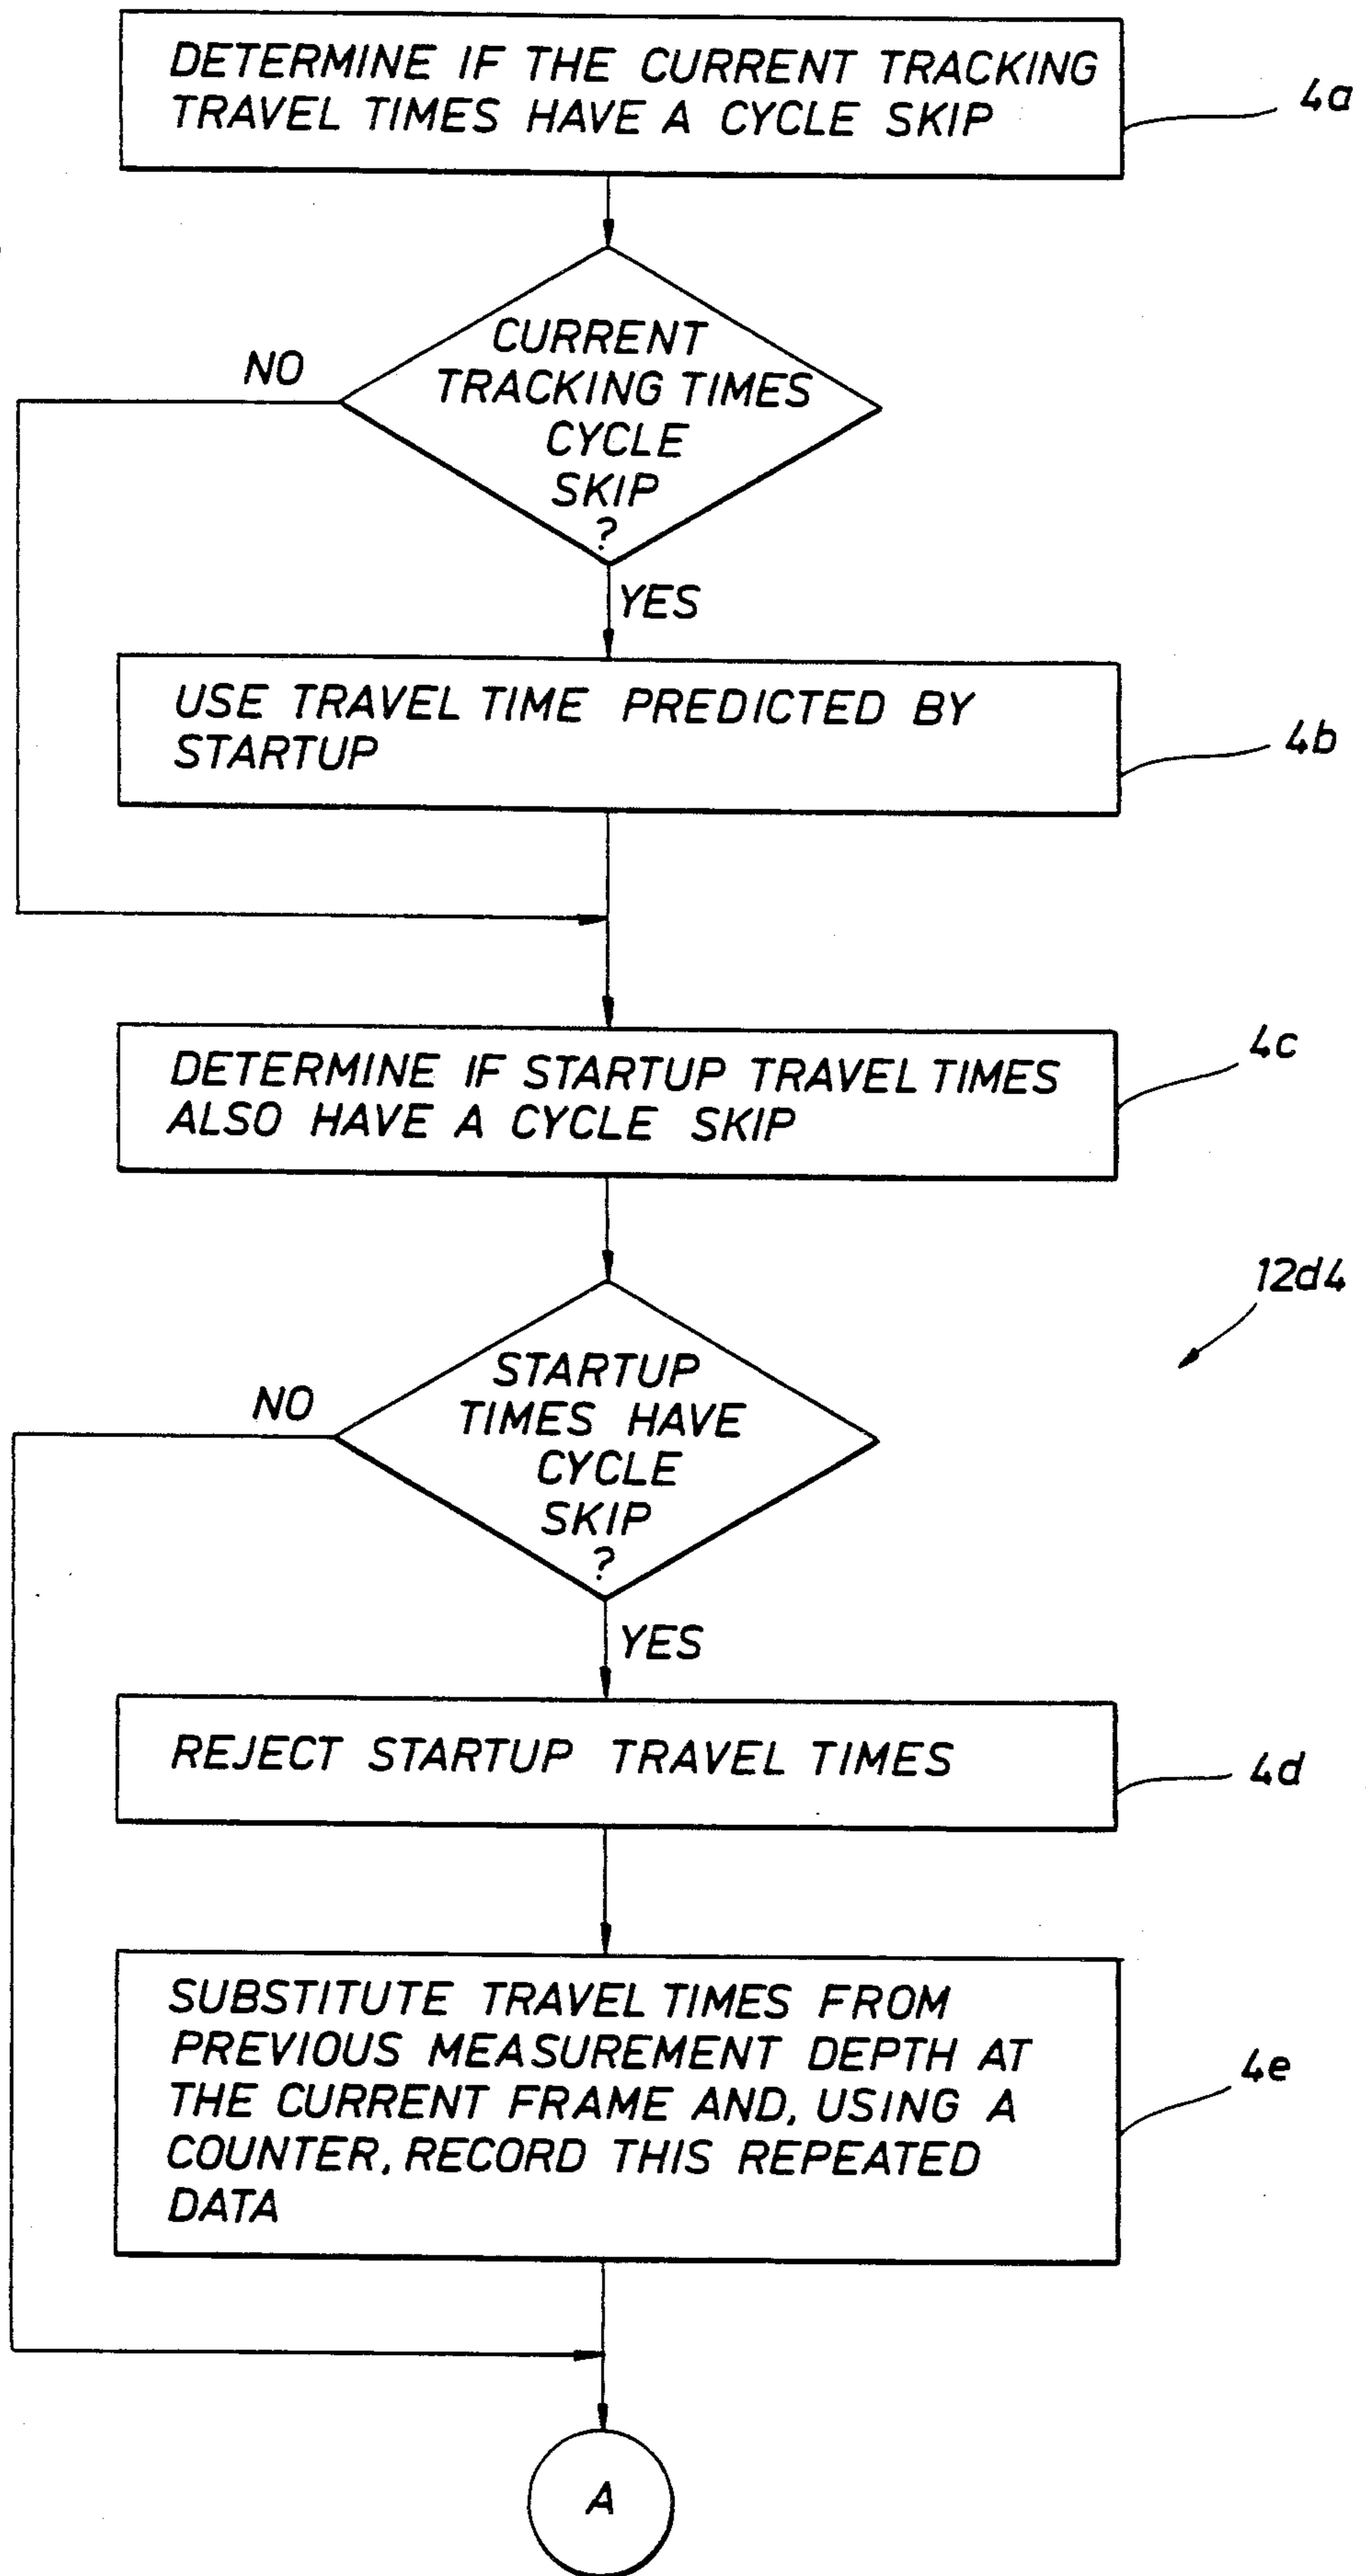 DETERMINE IF THE CURRENT TRACKING
TRAVEL TIMES HAVE A CYCLE SKIP
4a
CURRENT
TRACKING TIMES
CYCLE
SKIP
?
NO
YES
USE TRAVEL TIME PREDICTED BY
STARTUP
4b
DETERMINE IF STARTUP TRAVEL TIMES
ALSO HAVE A CYCLE SKIP
4c
12d4
STARTUP
TIMES HAVE
CYCLE
SKIP
?
NO
YES
REJECT STARTUP TRAVEL TIMES
4d
SUBSTITUTE TRAVEL TIMES FROM
PREVIOUS MEASUREMENT DEPTH AT
THE CURRENT FRAME AND, USING A
COUNTER, RECORD THIS REPEATED
DATA
4e
A